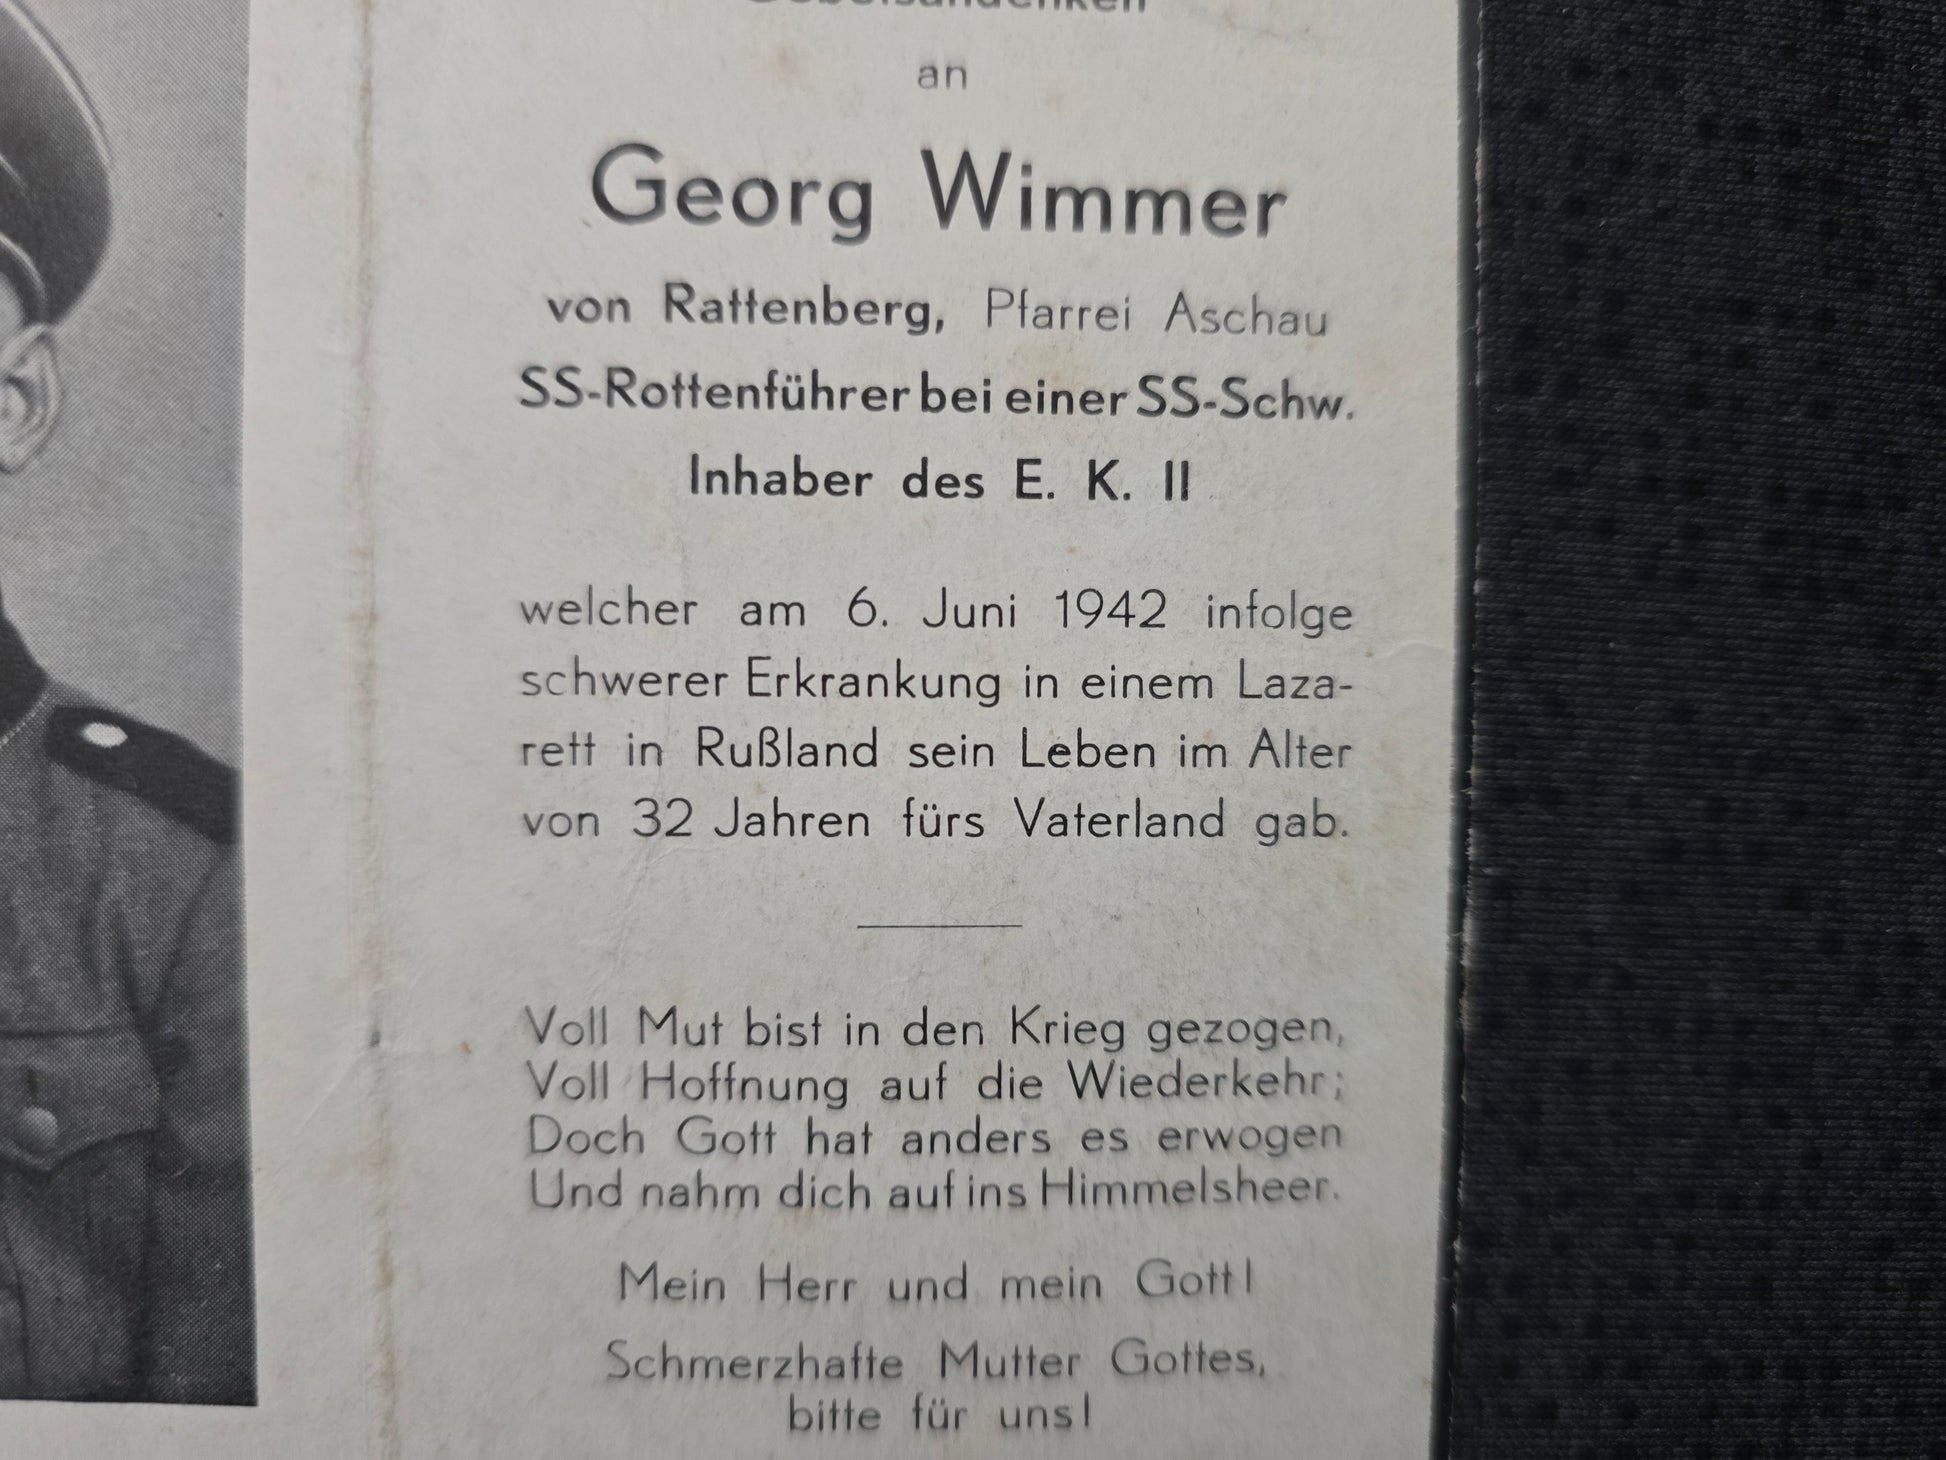 Gebetsandenken
an
Georg Wimmer
von Rattenberg, Pfarrei Aschau
SS-Rottenführer bei einer SS-Schw.
Inhaber des E. K. II
welcher am 6. Juni 1942 infolge
schwerer Erkrankung in einem Laza-
rett in Rußland sein Leben im Alter
von 32 Jahren fürs Vaterland gab.
Voll Mut bist in den Krieg gezogen,
Voll Hoffnung auf die Wiederkehr;
Doch Gott hat anders es erwogen
Und nahm dich auf ins Himmelsheer.
Mein Herr und mein Gott!
Schmerzhafte Mutter Gottes,
bitte für uns!